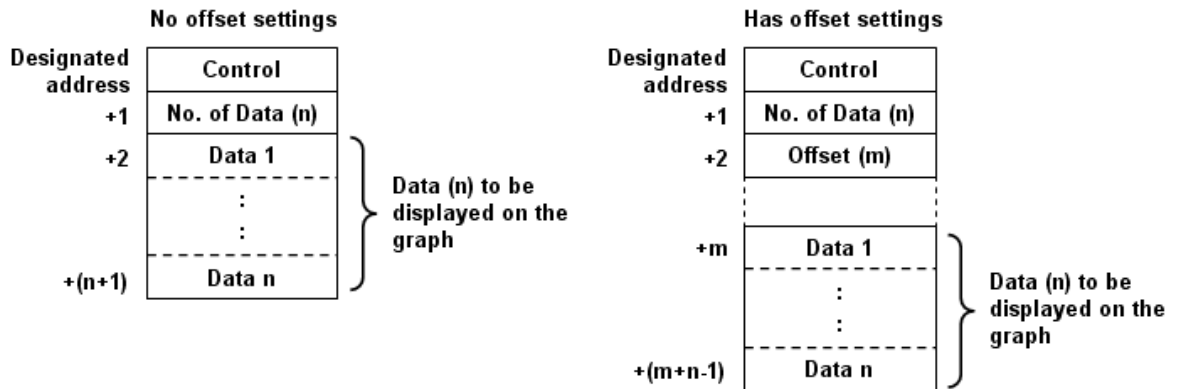 No offset settings
Designated address
Control
+1
No. of Data (n)
+2
Data 1
:
:
+(n+1)
Data n
Data (n) to be
displayed on the
graph
Has offset settings
Designated address
Control
+1
No. of Data (n)
+2
Offset (m)
+m
Data 1
:
:
+(m+n-1)
Data n
Data (n) to be
displayed on the
graph